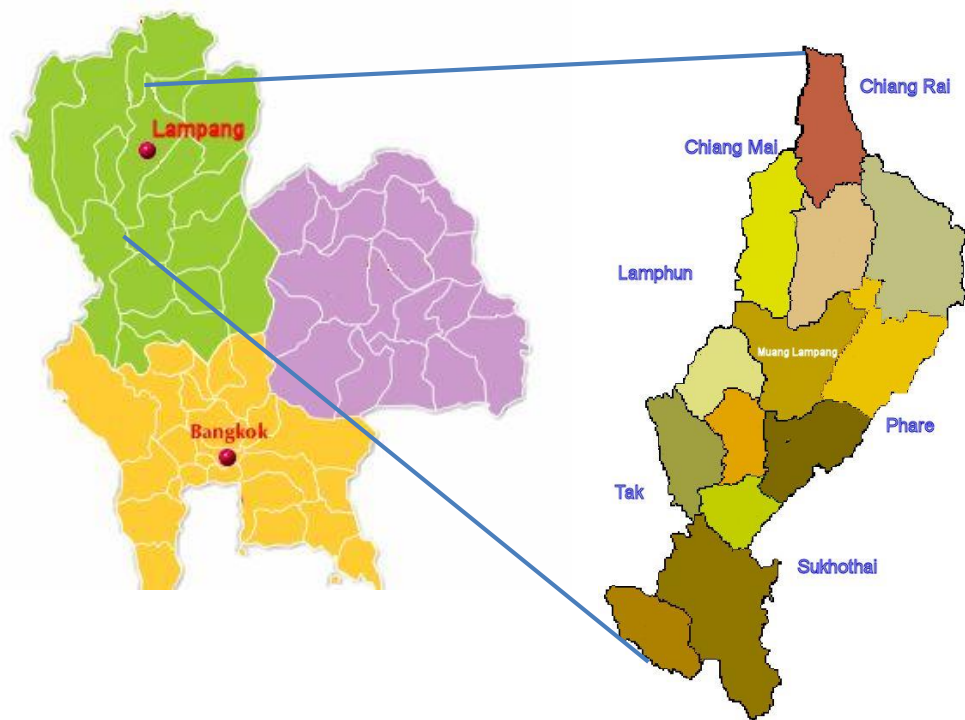 Lampang
Bangkok
Chiang Rai
Chiang Mai
Lamphun
Muang Lampang
Phare
Tak
Sukhothai